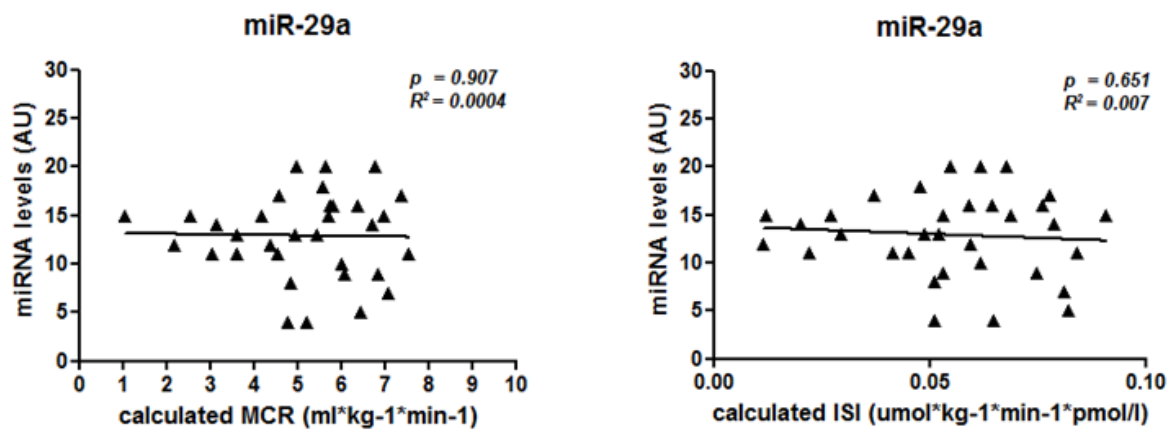 miR-29a
p = 0.907
R² = 0.0004
30
25
20
15
10
5
0
miRNA levels (AU)
0 1 2 3 4 5 6 7 8 9 10
calculated MCR (ml*kg-1*min-1)
miR-29a
p = 0.651
R² = 0.007
30
25
20
15
10
5
0
miRNA levels (AU)
0.00 0.05 0.10
calculated ISI (umol*kg-1*min-1*pmol/l)